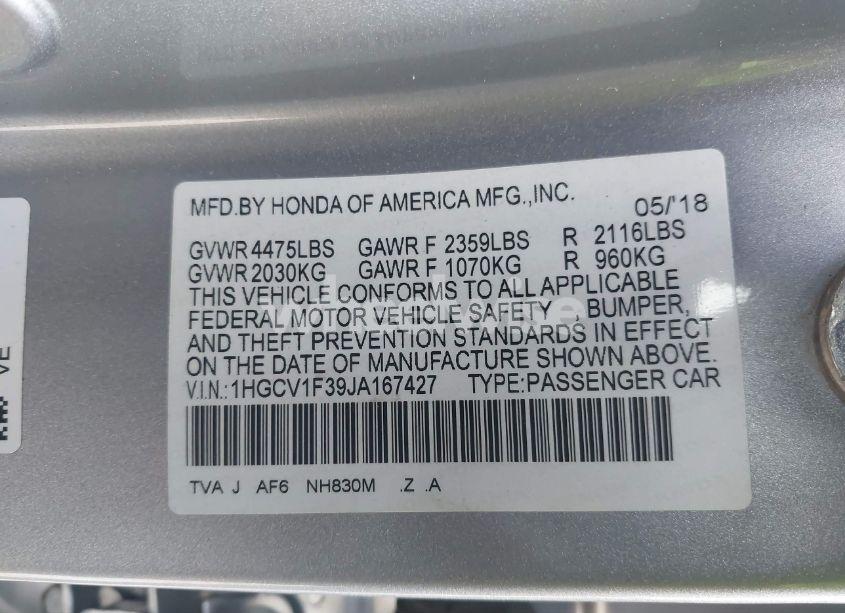 MFD.BY HONDA OF AMERICA MFG.,INC. 05/'18
GVWR 4475LBS GAWR F 2359LBS R 2116LBS
GVWR 2030KG GAWR F 1070KG R 960KG
THIS VEHICLE CONFORMS TO ALL APPLICABLE
FEDERAL MOTOR VEHICLE SAFETY , BUMPER,
AND THEFT PREVENTION STANDARDS IN EFFECT
ON THE DATE OF MANUFACTURE SHOWN ABOVE.
V.I.N.:1HGCV1F39JA167427 TYPE:PASSENGER CAR
TVA J AF6 NH830M .Z .A
VE